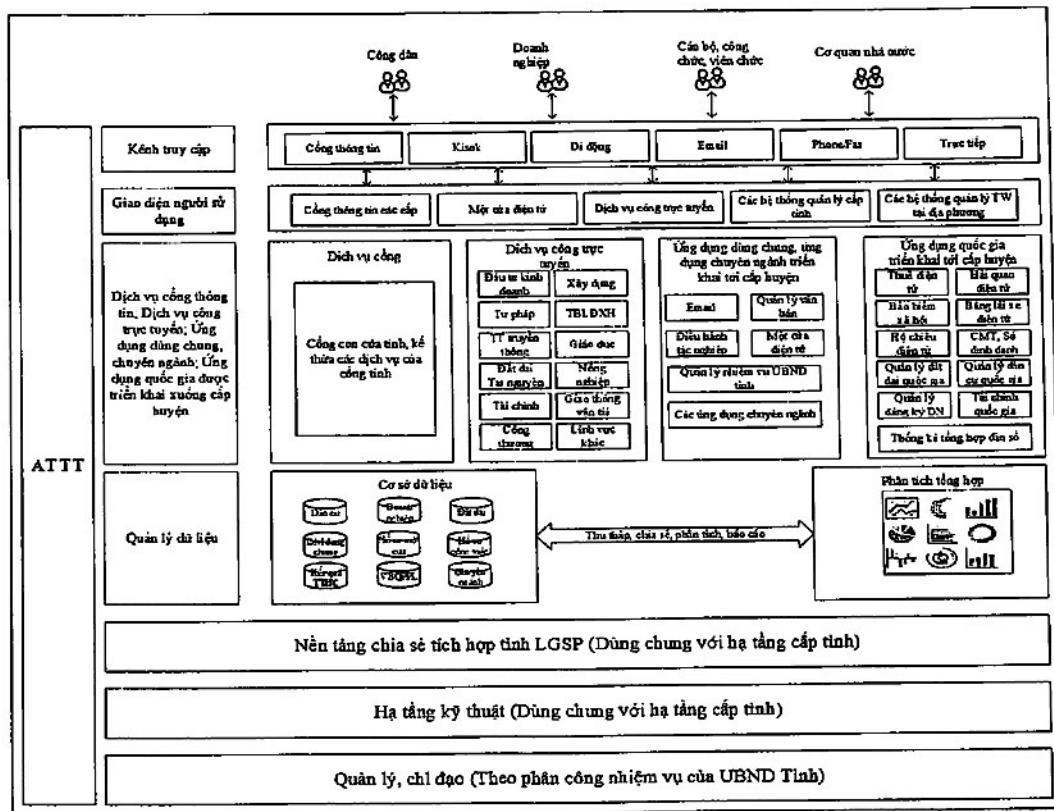 Công dân
Doanh
nghiệp
Cán bộ, công
chức, viên chức
Cơ quan nhà nước
ATTT
Kênh truy cập
Cổng thông tin
Kisok
Di động
Email
Phone/Fax
Trực tiếp
Giao diện người sử
dụng
Cổng thông tin các cấp
Một cửa điện tử
Dịch vụ công trực tuyến
Các hệ thống quản lý cấp
tỉnh
Các hệ thống quản lý TW
tại địa phương
Dịch vụ cổng thông
tin, Dịch vụ công
trực tuyến; Ứng
dụng dùng chung,
chuyên ngành; Ứng
dụng quốc gia được
triển khai xuống cấp
huyện
Dịch vụ cổng
Cổng con của tỉnh, kế
thừa các dịch vụ của
cổng tỉnh
Dịch vụ công trực
tuyến
Đầu tư kinh
doanh
Xây dựng
Tư pháp
TBLĐXH
TT truyền
thông
Giáo dục
Đất đai
Tài nguyên
Nông
nghiệp
Tài chính
Giao thông
vận tải
Công
thương
Lĩnh vực
khác
Ứng dụng dùng chung, ứng
dụng chuyên ngành triển
khai tới cấp huyện
Email
Quản lý văn
bản
Điều hành
tác nghiệp
Một cửa
điện tử
Quản lý nhiệm vụ UBND
tỉnh
Các ứng dụng chuyên ngành
Ứng dụng quốc gia
triển khai tới cấp huyện
Thuế điện
tử
Hải quan
điện tử
Bảo hiểm
xã hội
Bằng lái xe
điện tử
Hộ chiếu
điện tử
CMT, Số
định danh
Quản lý đất
đai quốc gia
Quản lý dân
cư quốc gia
Quản lý
đăng ký DN
Tài chính
quốc gia
Thống kê tổng hợp dân số
Quản lý dữ liệu
Cơ sở dữ liệu
Dân cư
Doanh
nghiệp
Đất đai
Chuyên
ngành
Thu thập, chia sẻ, phân tích, báo cáo
Phân tích tổng hợp
Nền tảng chia sẻ tích hợp tỉnh LGSP (Dùng chung với hạ tầng cấp tỉnh)
Hạ tầng kỹ thuật (Dùng chung với hạ tầng cấp tỉnh)
Quản lý, chỉ đạo (Theo phân công nhiệm vụ của UBND Tỉnh)